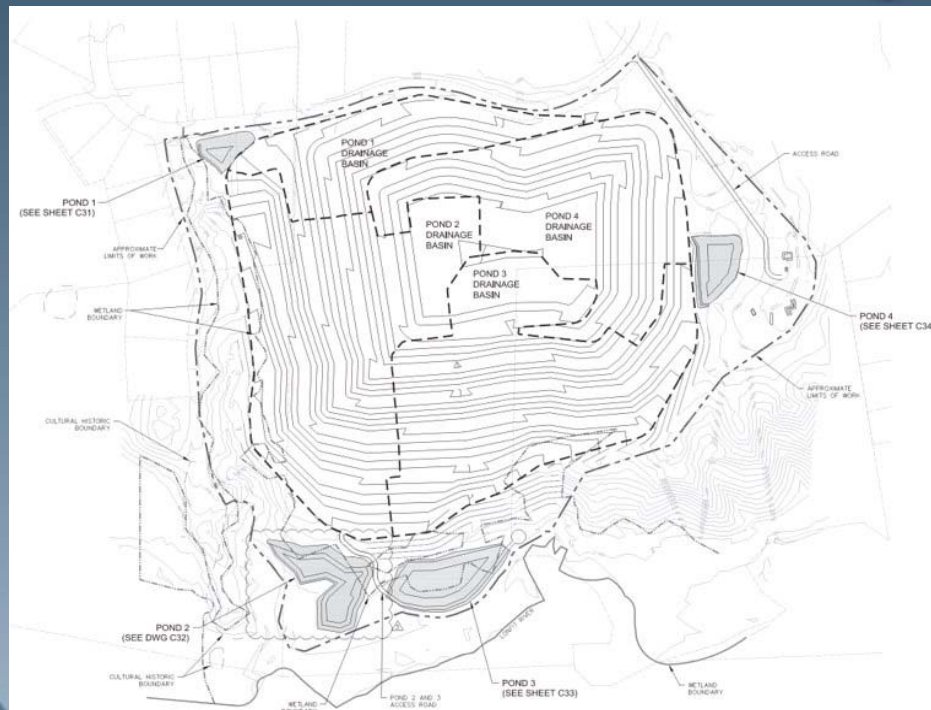 POND 1
DRAINAGE
BASIN
ACCESS ROAD
POND 1
(SEE SHEET C31)
POND 2
DRAINAGE
BASIN
POND 4
DRAINAGE
BASIN
APPROXIMATE
LIMITS OF WORK
POND 3
DRAINAGE
BASIN
WETLAND
BOUNDARY
POND 4
(SEE SHEET C34
APPROXIMATE
LIMITS OF WORK
CULTURAL HISTORIC
BOUNDARY
POND 2
(SEE DWG C32)
RIVER
CULTURAL HISTORIC
BOUNDARY
POND 3
(SEE SHEET C33)
WETLAND
BOUNDARY
POND 2 AND 3
ACCESS ROAD
WETLAND